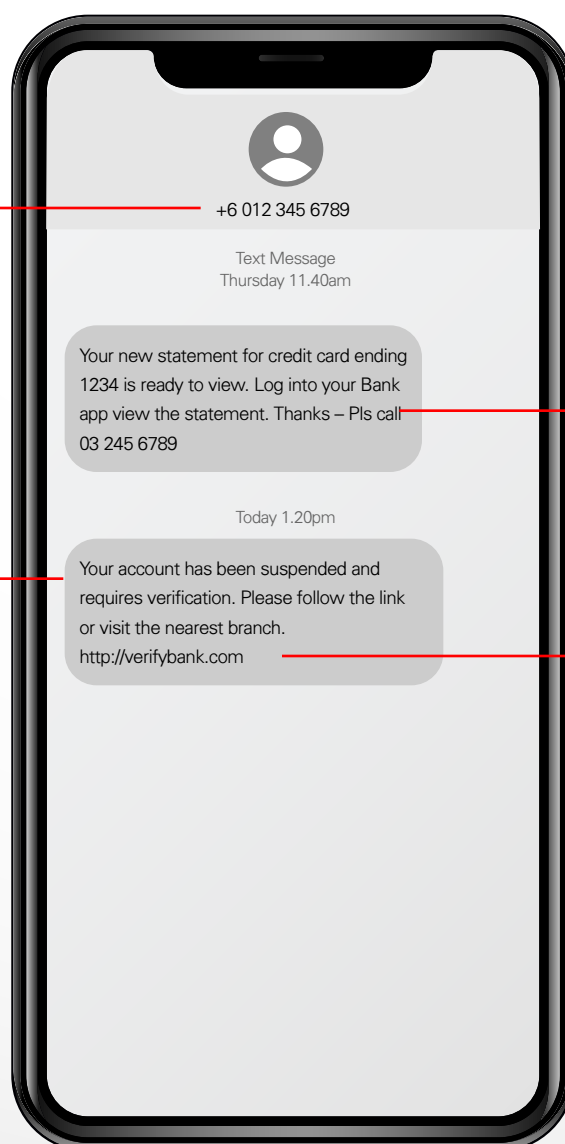 +6 012 345 6789
Text Message
Thursday 11.40am
Your new statement for credit card ending
1234 is ready to view. Log into your Bank
app view the statement. Thanks – Pls call
03 245 6789
Today 1.20pm
Your account has been suspended and
requires verification. Please follow the link
or visit the nearest branch.
http://verifybank.com